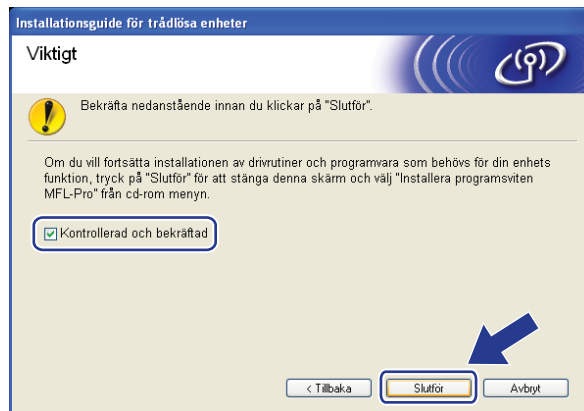 Installationsguide för trådlösa enheter
Viktigt
Bekräfta nedanstående innan du klickar på "Slutför".
Om du vill fortsätta installationen av drivrutiner och programvara som behövs för din enhets
funktion, tryck på "Slutför" för att stänga denna skärm och välj "Installera programsviten
MFL-Pro" från cd-rom menyn.
Kontrollerad och bekräftad
< Tillbaka
Slutför
Avbryt